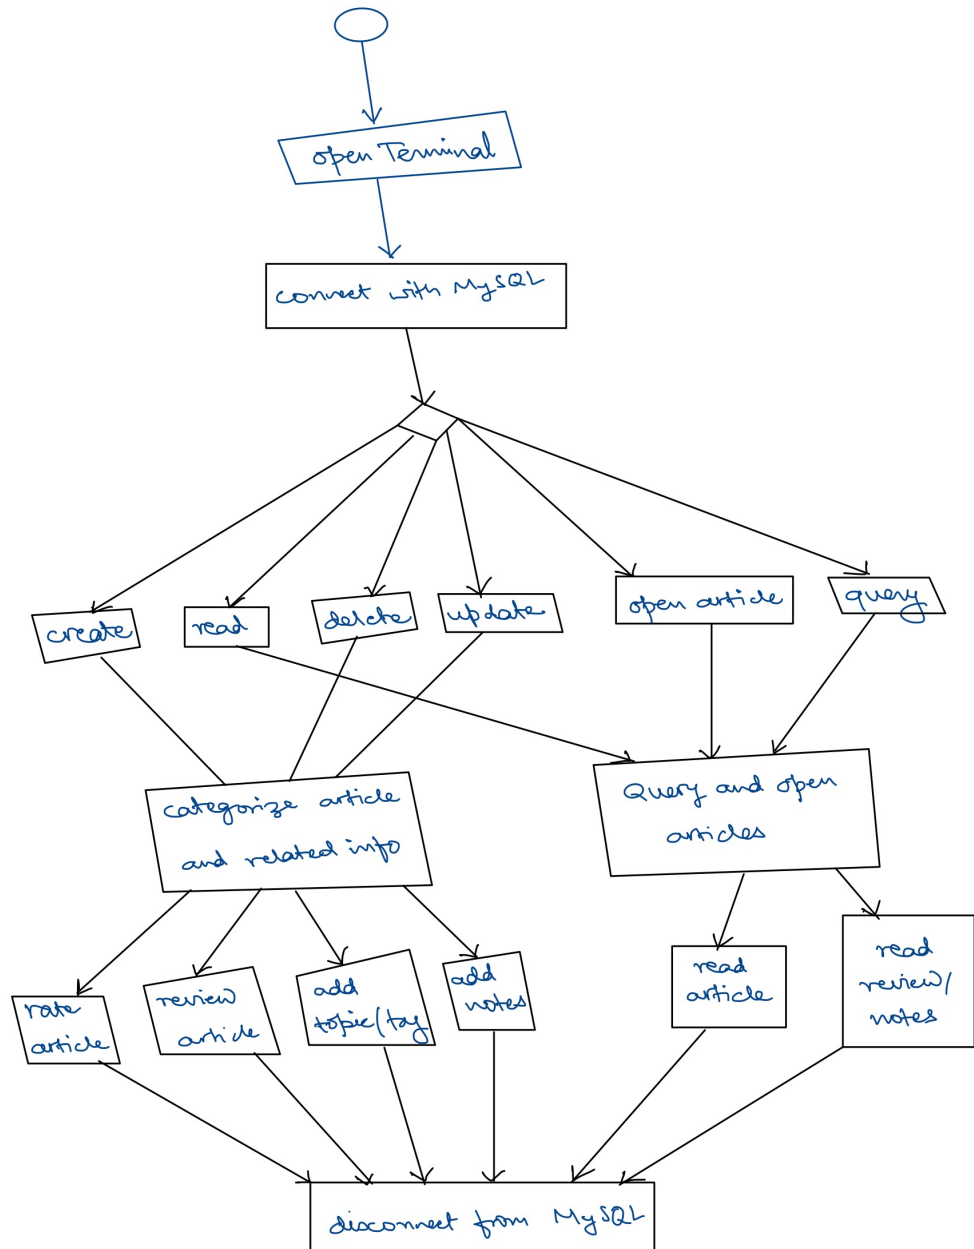 open Terminal
connect with MySQL
create
read
delete
update
open article
query
categorize article
and related info
Query and open
articles
rate
article
review
article
add
topic/tag
add
notes
read
article
read
review/
notes
disconnect from MySQL